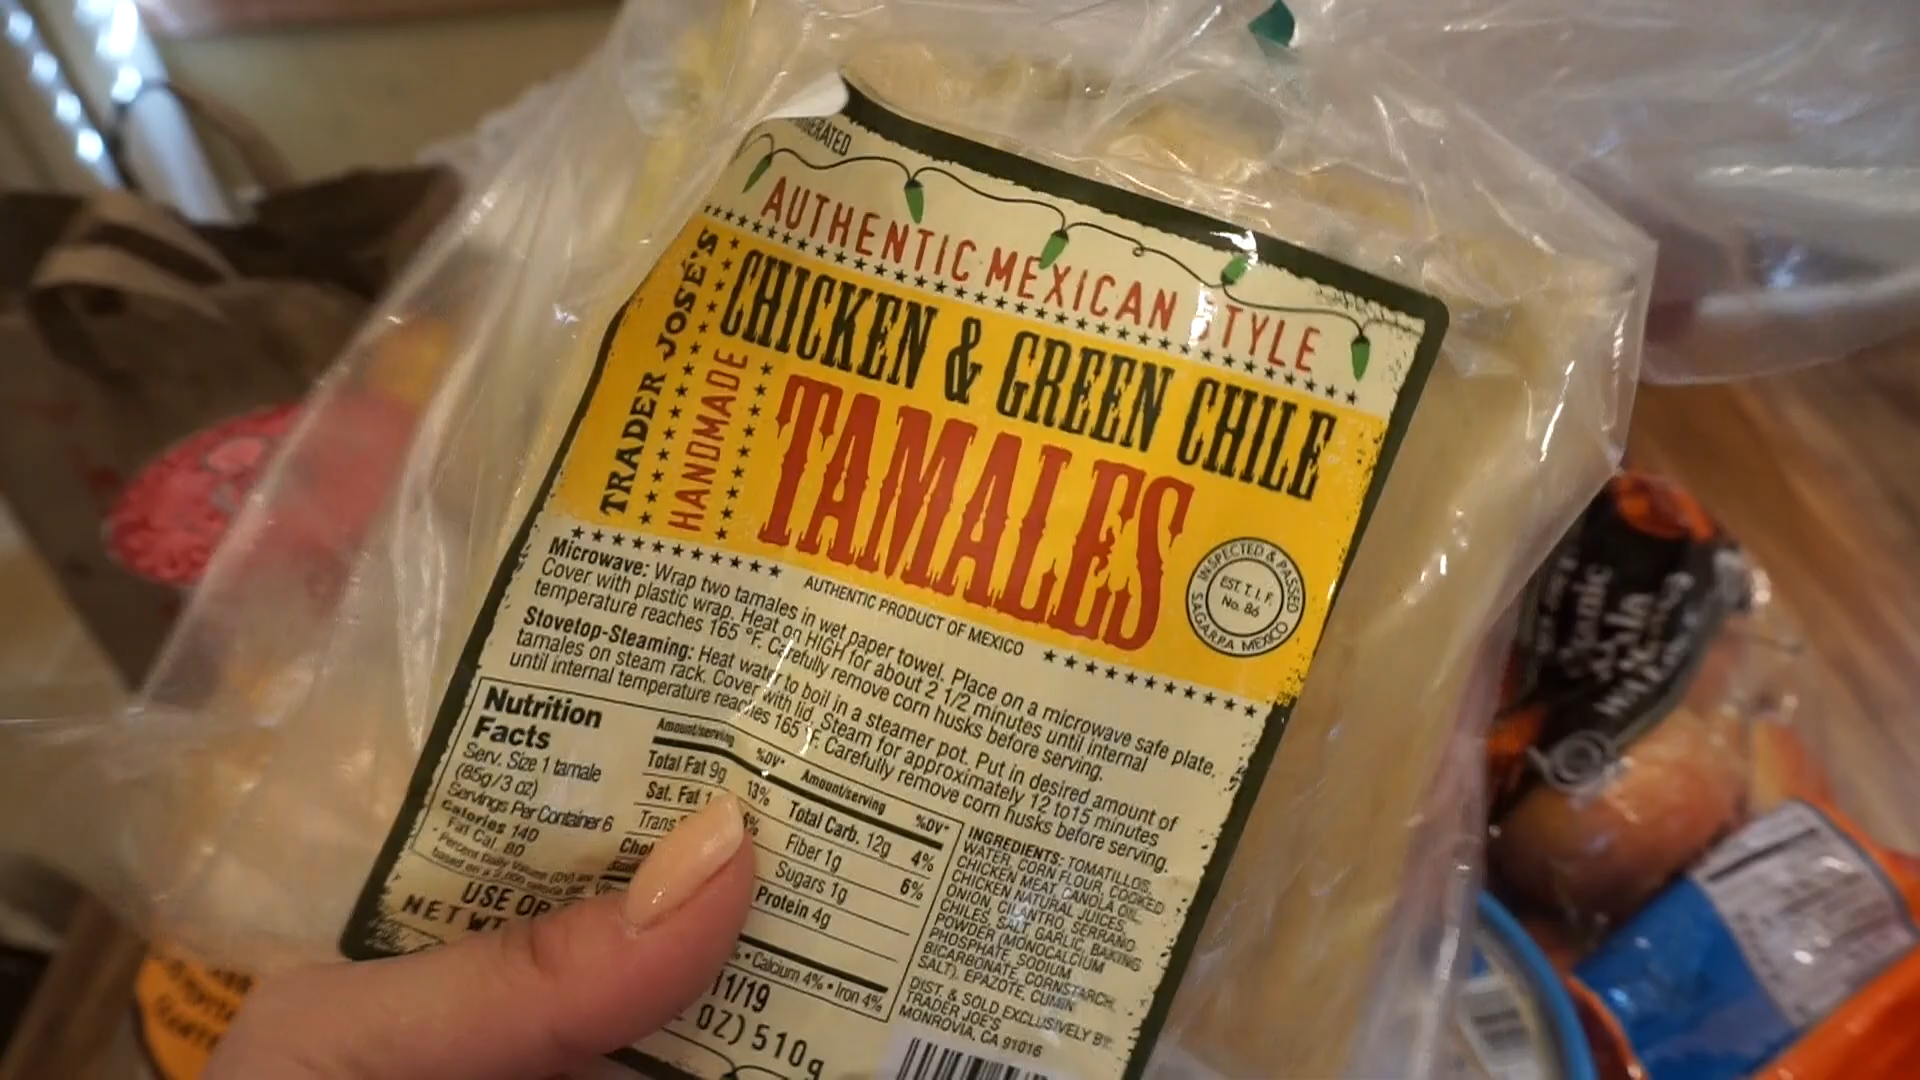 AUTHENTIC MEXICAN STYLE
TRADER JOSÉ'S
HANDMADE
CHICKEN & GREEN CHILE
TAMALES
INSPECTED & PASSED
EST. T. I. F.
No. 86
SAGARPA MEXICO
AUTHENTIC PRODUCT OF MEXICO
Microwave: Wrap two tamales in wet paper towel. Place on a microwave safe plate.
Cover with plastic wrap. Heat on HIGH for about 2 1/2 minutes until internal
temperature reaches 165 °F. Carefully remove corn husks before serving.
Stovetop-Steaming: Heat water to boil in a steamer pot. Put in desired amount of
tamales on steam rack. Cover with lid. Steam for approximately 12 to 15 minutes
until internal temperature reaches 165 °F. Carefully remove corn husks before serving.
Nutrition
Facts
Serv. Size 1 tamale
(85g/3 oz)
Servings Per Container 6
Calories 140
Fat Cal. 80
Amount/serving %DV*
Total Fat 9g 13%
Sat. Fat
Trans
Amount/serving %DV*
Total Carb. 12g 4%
Fiber 1g 6%
Sugars 1g
Protein 4g
• Calcium 4% • Iron 4%
INGREDIENTS: TOMATILLOS,
WATER, CORN FLOUR, COOKED
CHICKEN MEAT, CANOLA OIL,
CHICKEN NATURAL JUICES,
ONION, CILANTRO, SERRANO
CHILES, SALT, GARLIC, BAKING
POWDER (MONOCALCIUM
PHOSPHATE, SODIUM
BICARBONATE, CORNSTARCH,
SALT), EPAZOTE, CUMIN
DIST. & SOLD EXCLUSIVELY BY:
TRADER JOE'S
MONROVIA, CA 91016
USE OR
NET WT
11/19
OZ) 510g